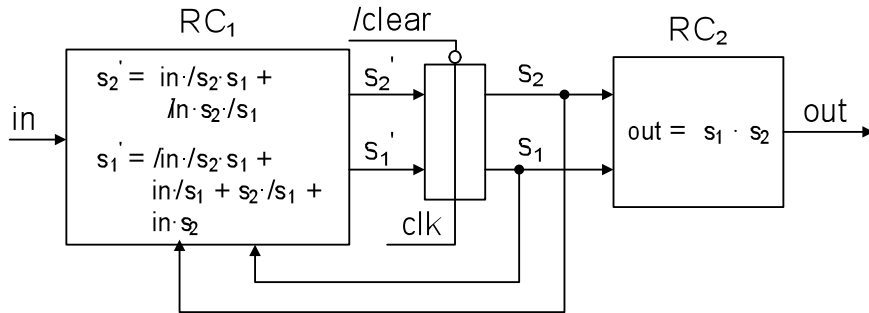 RC₁
/clear
RC₂
in
s₂' = in·/s₂·s₁ +
/in·s₂·/s₁
s₁' = /in·/s₂·s₁ +
in·/s₁ + s₂·/s₁ +
in·s₂
s₂'
s₁'
clk
s₂
s₁
out = s₁ · s₂
out